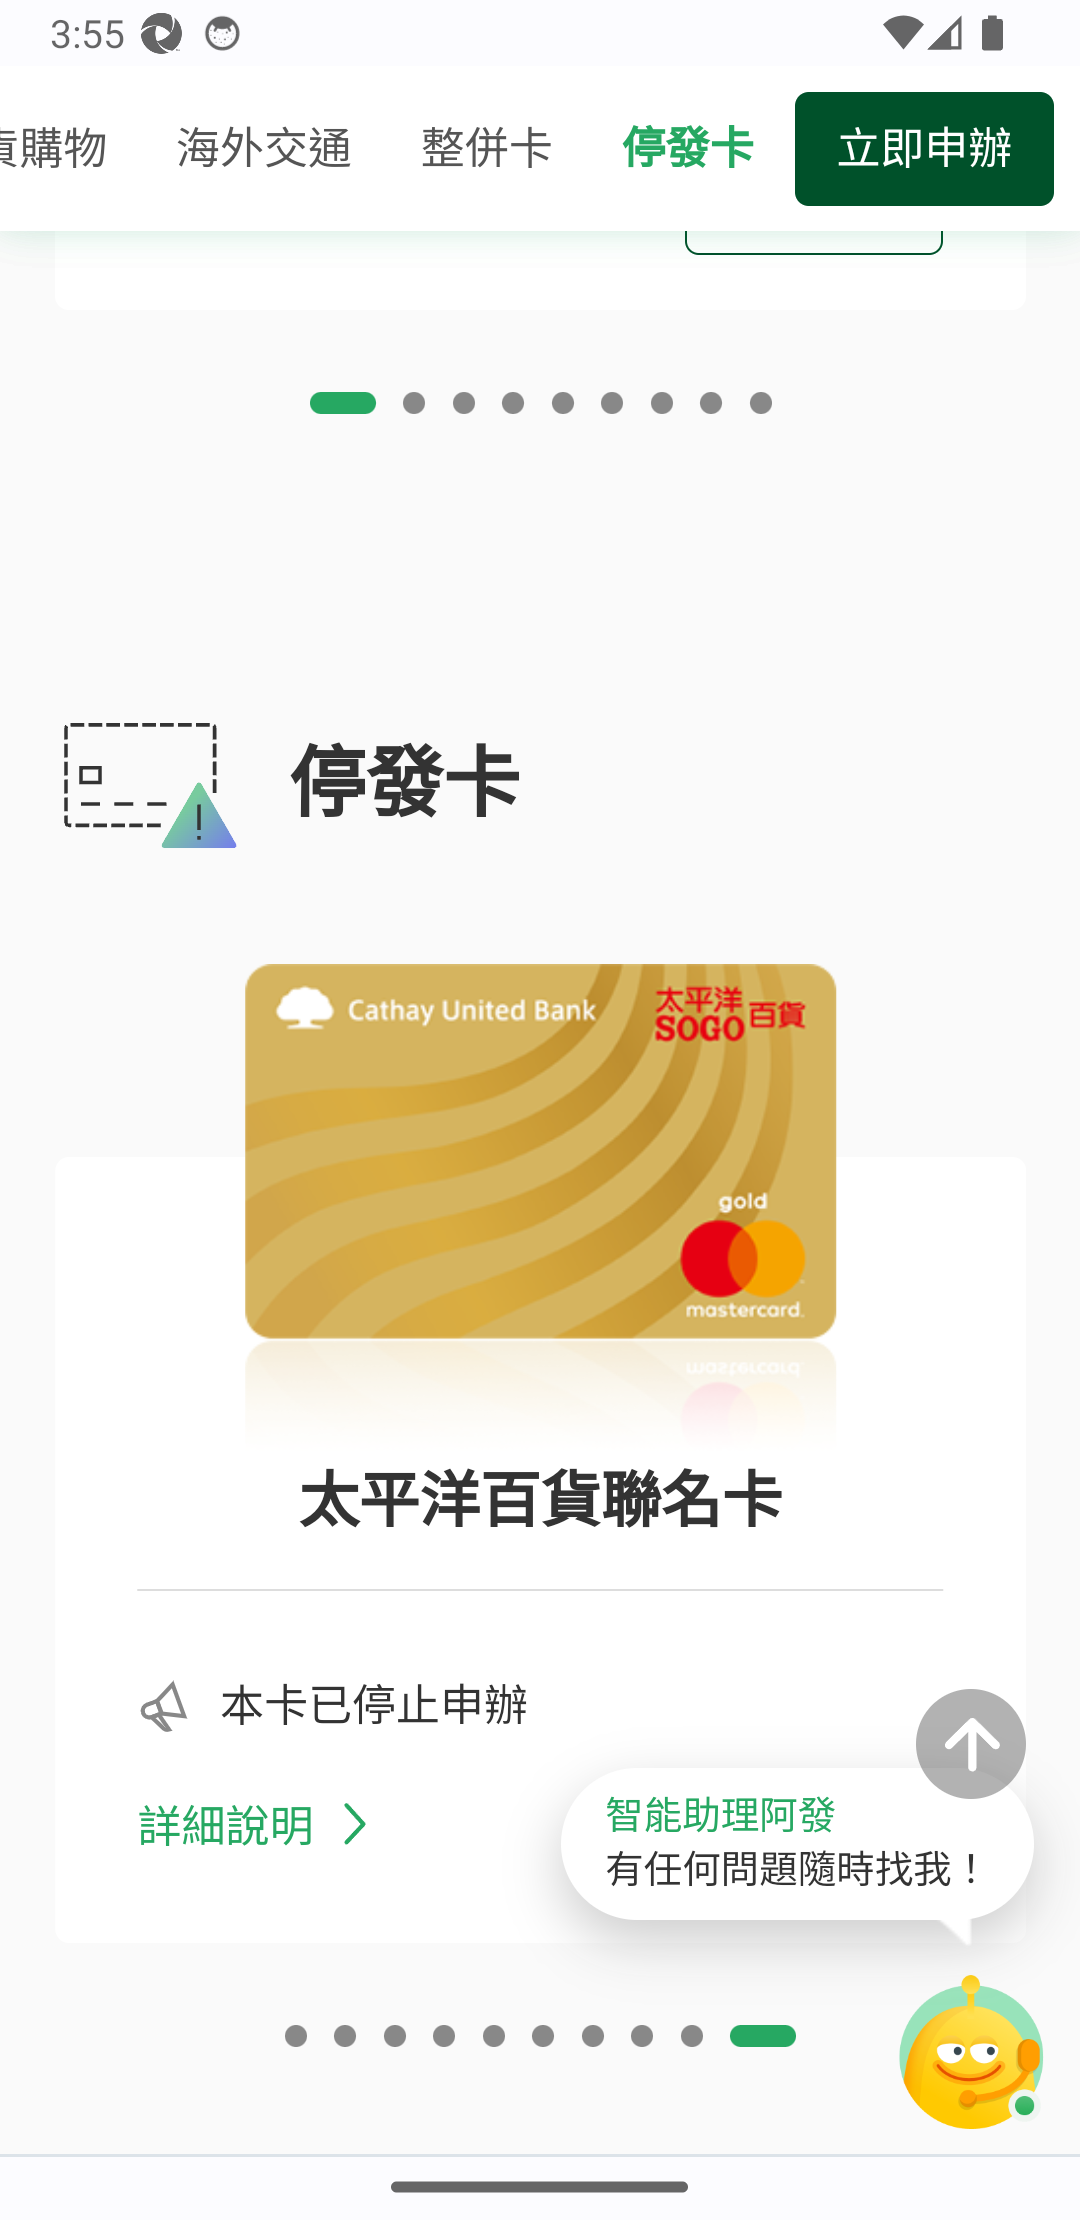 3:55
貨購物
海外交通
整併卡
停發卡
立即申辦
停發卡
Cathay United Bank
太平洋
SOGO
百貨
gold
mastercard.
太平洋百貨聯名卡
本卡已停止申辦
詳細說明
智能助理阿發
有任何問題隨時找我！